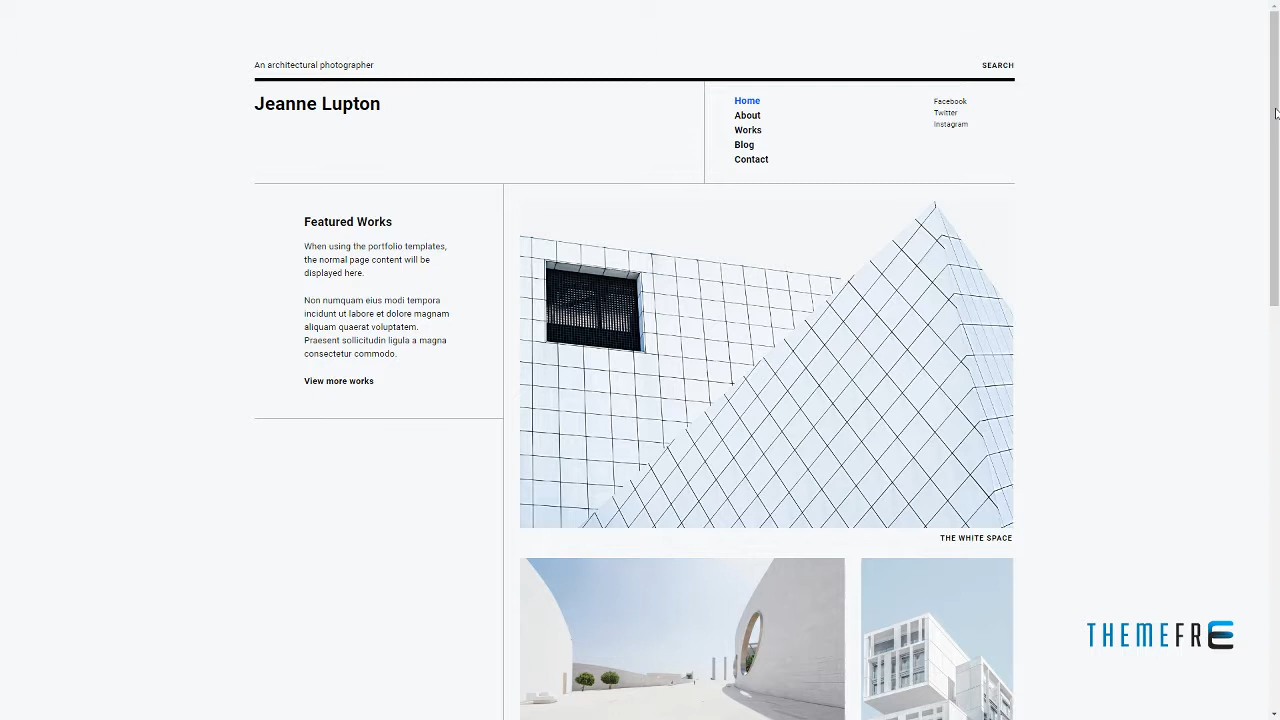 An architectural photographer
SEARCH
Jeanne Lupton
Home
About
Works
Blog
Contact
Facebook
Twitter
Instagram
Featured Works
When using the portfolio templates,
the normal page content will be
displayed here.
Non numquam eius modi tempora
incidunt ut labore et dolore magnam
aliquam quaerat voluptatem.
Praesent sollicitudin ligula a magna
consectetur commodo.
View more works
THE WHITE SPACE
THEMEFRE